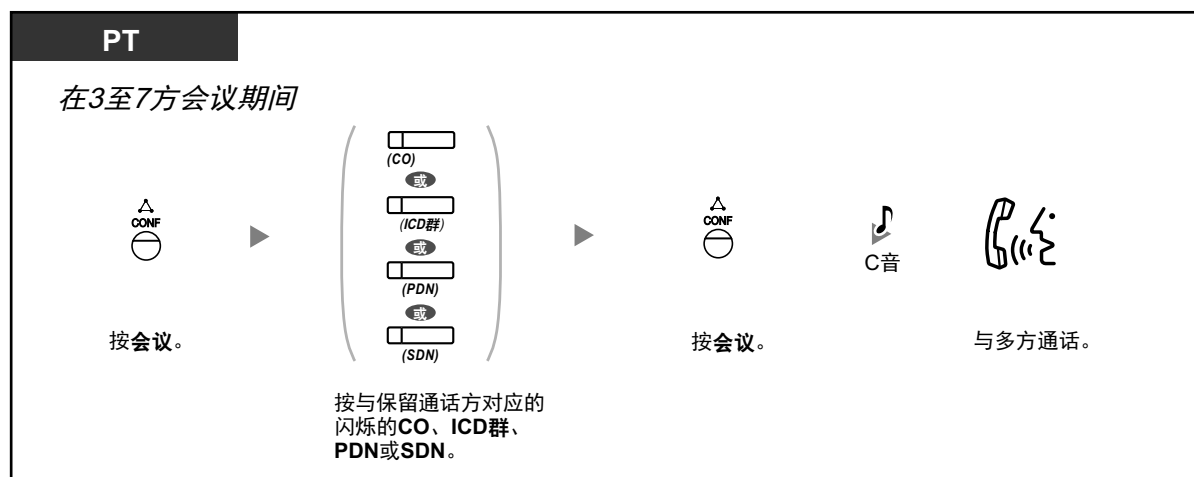 PT
在3至7方会议期间
CONF
按会议。
(CO)
或
(ICD群)
或
(PDN)
或
(SDN)
按与保留通话方对应的
闪烁的CO、ICD群、
PDN或SDN。
CONF
按会议。
C音
与多方通话。